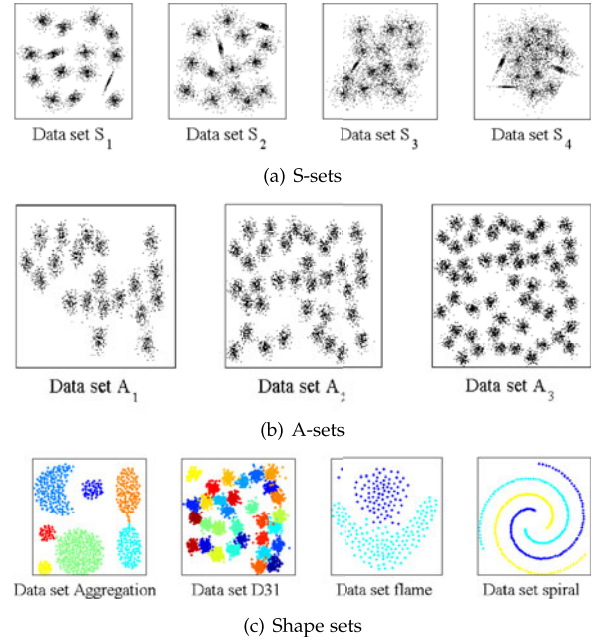 Data set S1 Data set S2 Data set S3 Data set S4
(a) S-sets
Data set A1 Data set A2 Data set A3
(b) A-sets
Data set Aggregation Data set D31 Data set flame Data set spiral
(c) Shape sets